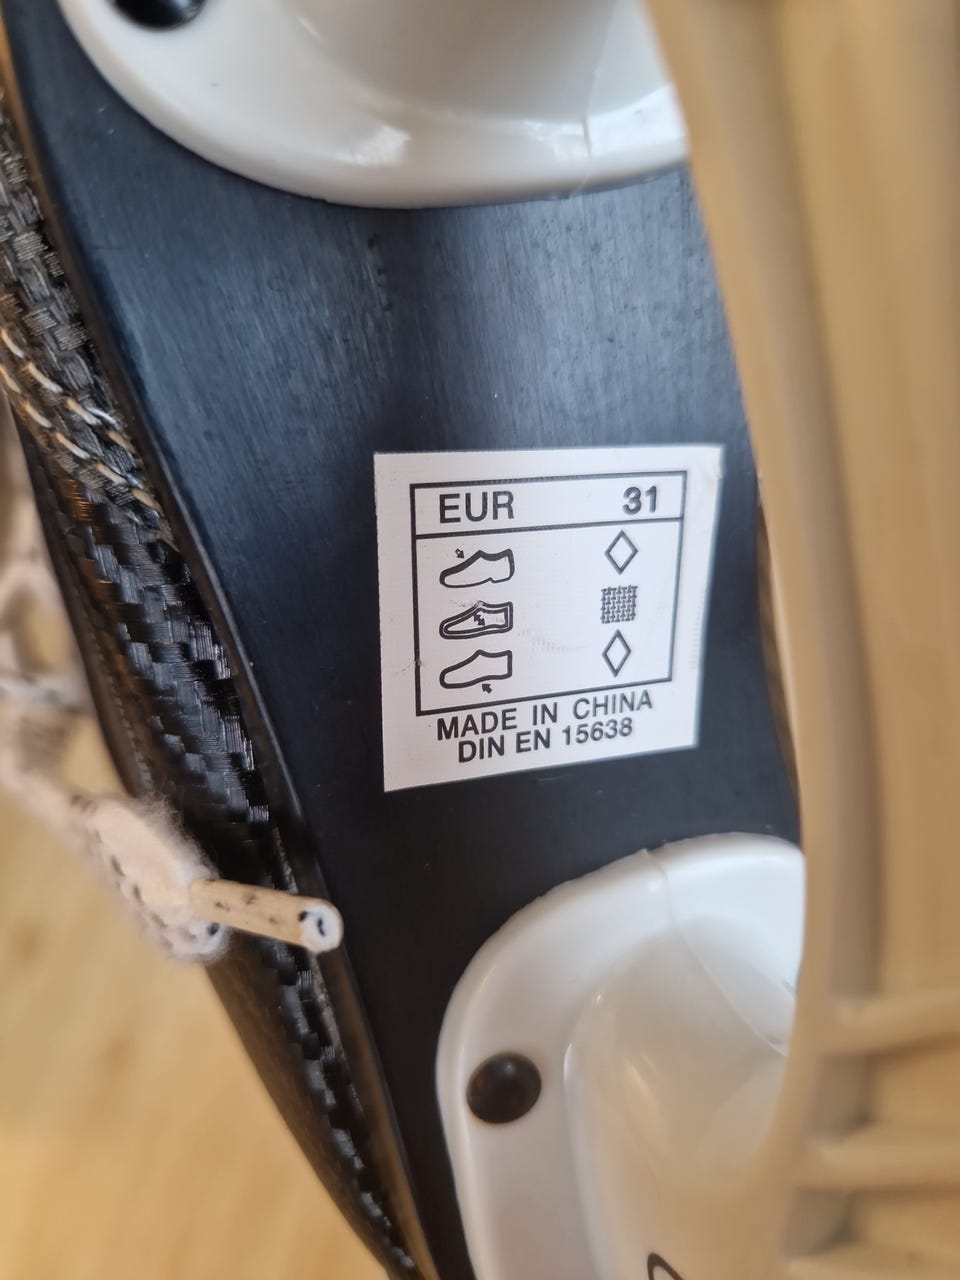 EUR 31
MADE IN CHINA
DIN EN 15638